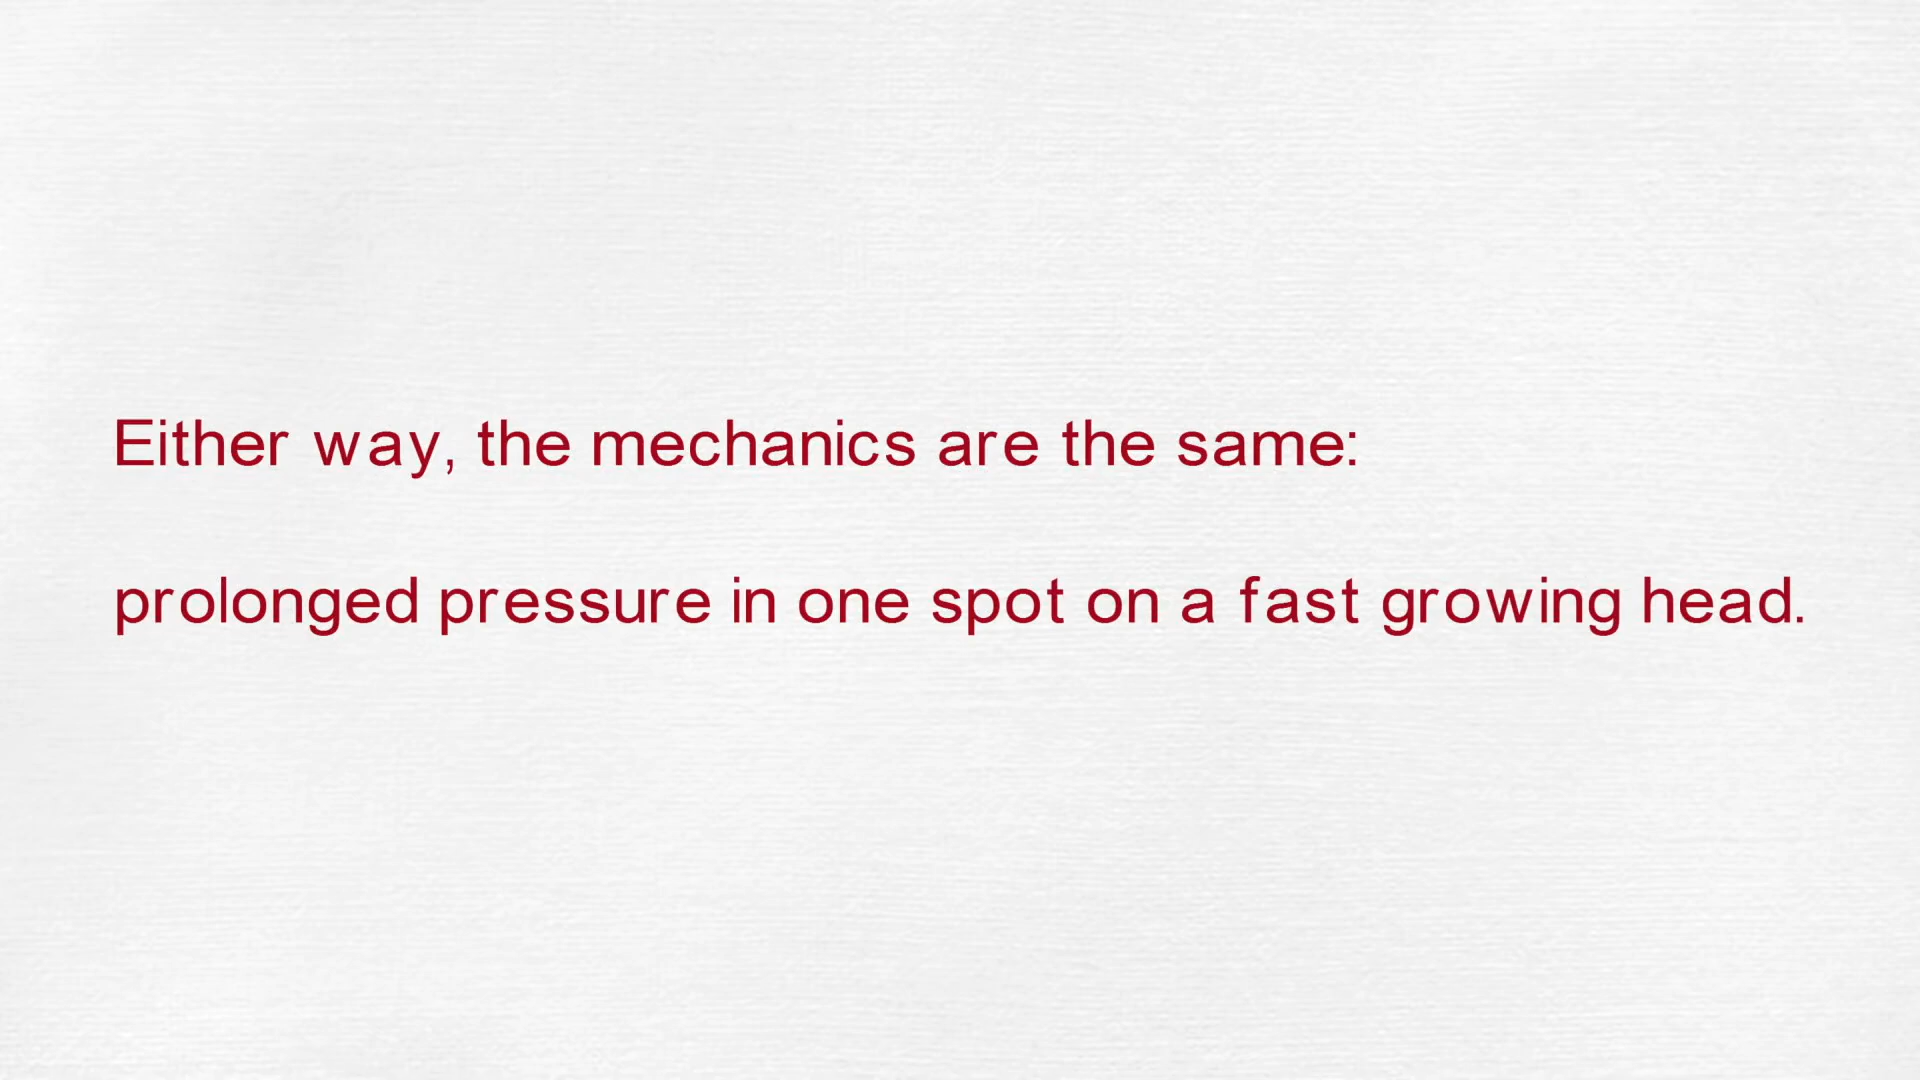 Either way, the mechanics are the same:
prolonged pressure in one spot on a fast growing head.